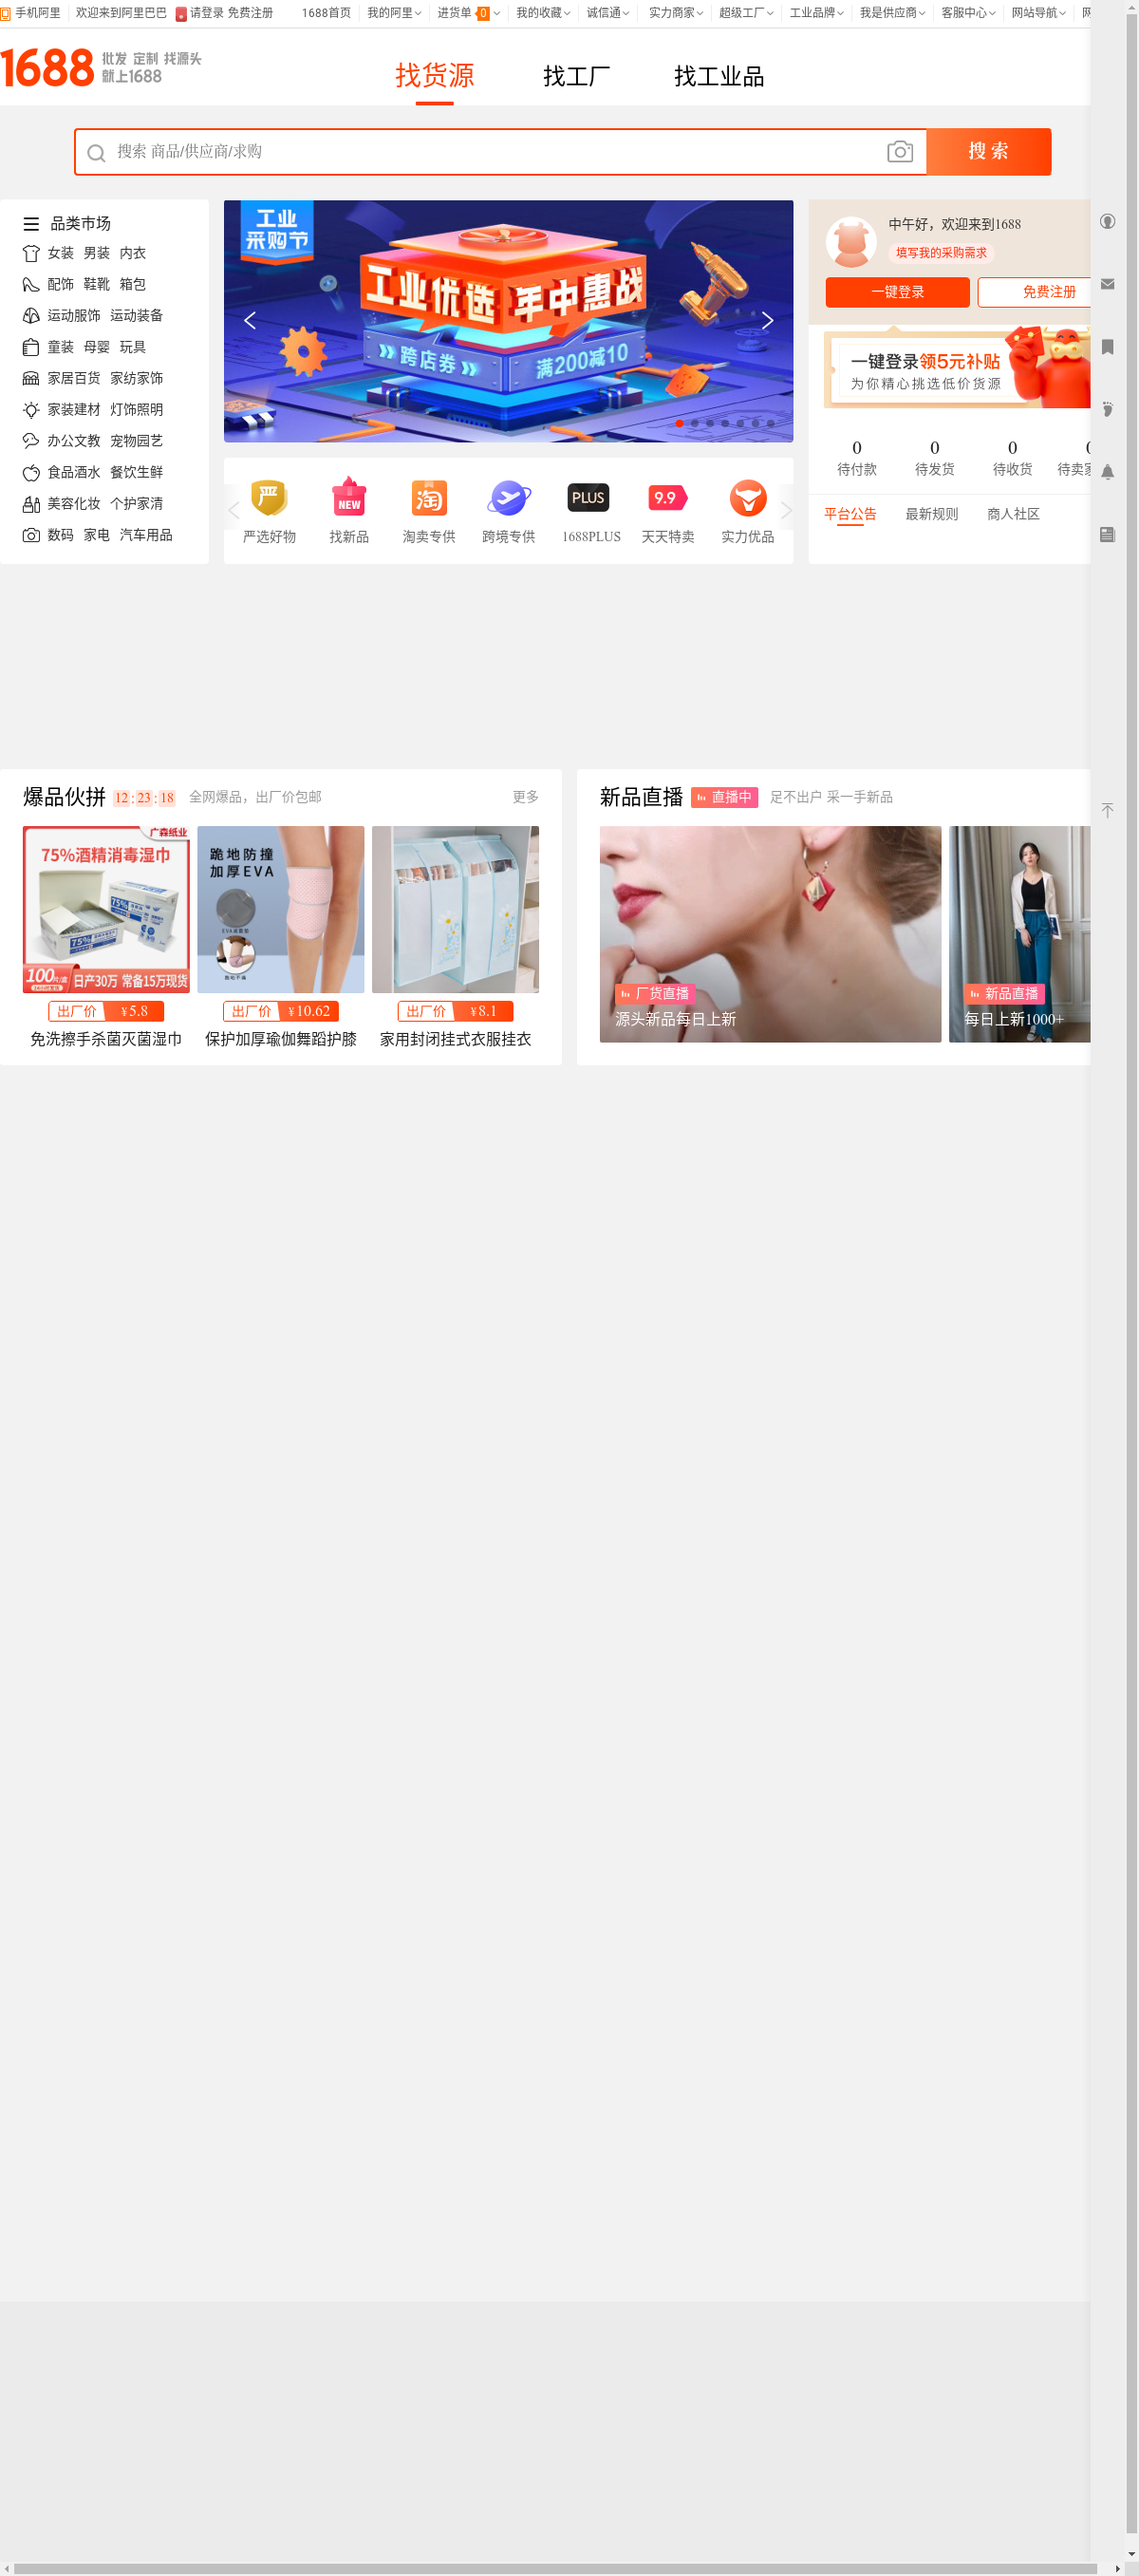 手机阿里 欢迎来到阿里巴巴 请登录 免费注册 1688首页 我的阿里 进货单 0 我的收藏 诚信通 实力商家 超级工厂 工业品牌 我是供应商 客服中心 网站导航
1688 批发 定制 找源头
就上1688
找货源 找工厂 找工业品
搜索 商品/供应商/求购 搜 索
品类市场
女装 男装 内衣
配饰 鞋靴 箱包
运动服饰 运动装备
童装 母婴 玩具
家居百货 家纺家饰
家装建材 灯饰照明
办公文教 宠物园艺
食品酒水 餐饮生鲜
美容化妆 个护家清
数码 家电 汽车用品
工业
采购节
工业优选 年中惠战
跨店券 满200减10
严 NEW 淘 PLUS 9.9
严选好物 找新品 淘卖专供 跨境专供 1688PLUS 天天特卖 实力优品
中午好，欢迎来到1688
填写我的采购需求
一键登录 免费注册
一键登录领5元补贴
为你精心挑选低价货源
0 0 0
待付款 待发货 待收货 待卖
平台公告 最新规则 商人社区
爆品伙拼 12:23:18 全网爆品，出厂价包邮 更多
广森纸业
75%酒精消毒湿巾
75%
75%
100片/盒 日产30万 常备15万现货
跪地防撞
加厚EVA
出厂价 ¥5.8 出厂价 ¥10.62 出厂价 ¥8.1
免洗擦手杀菌灭菌湿巾 保护加厚瑜伽舞蹈护膝 家用封闭挂式衣服挂衣
新品直播 直播中 足不出户 采一手新品
厂货直播
源头新品每日上新
新品直播
每日上新1000+